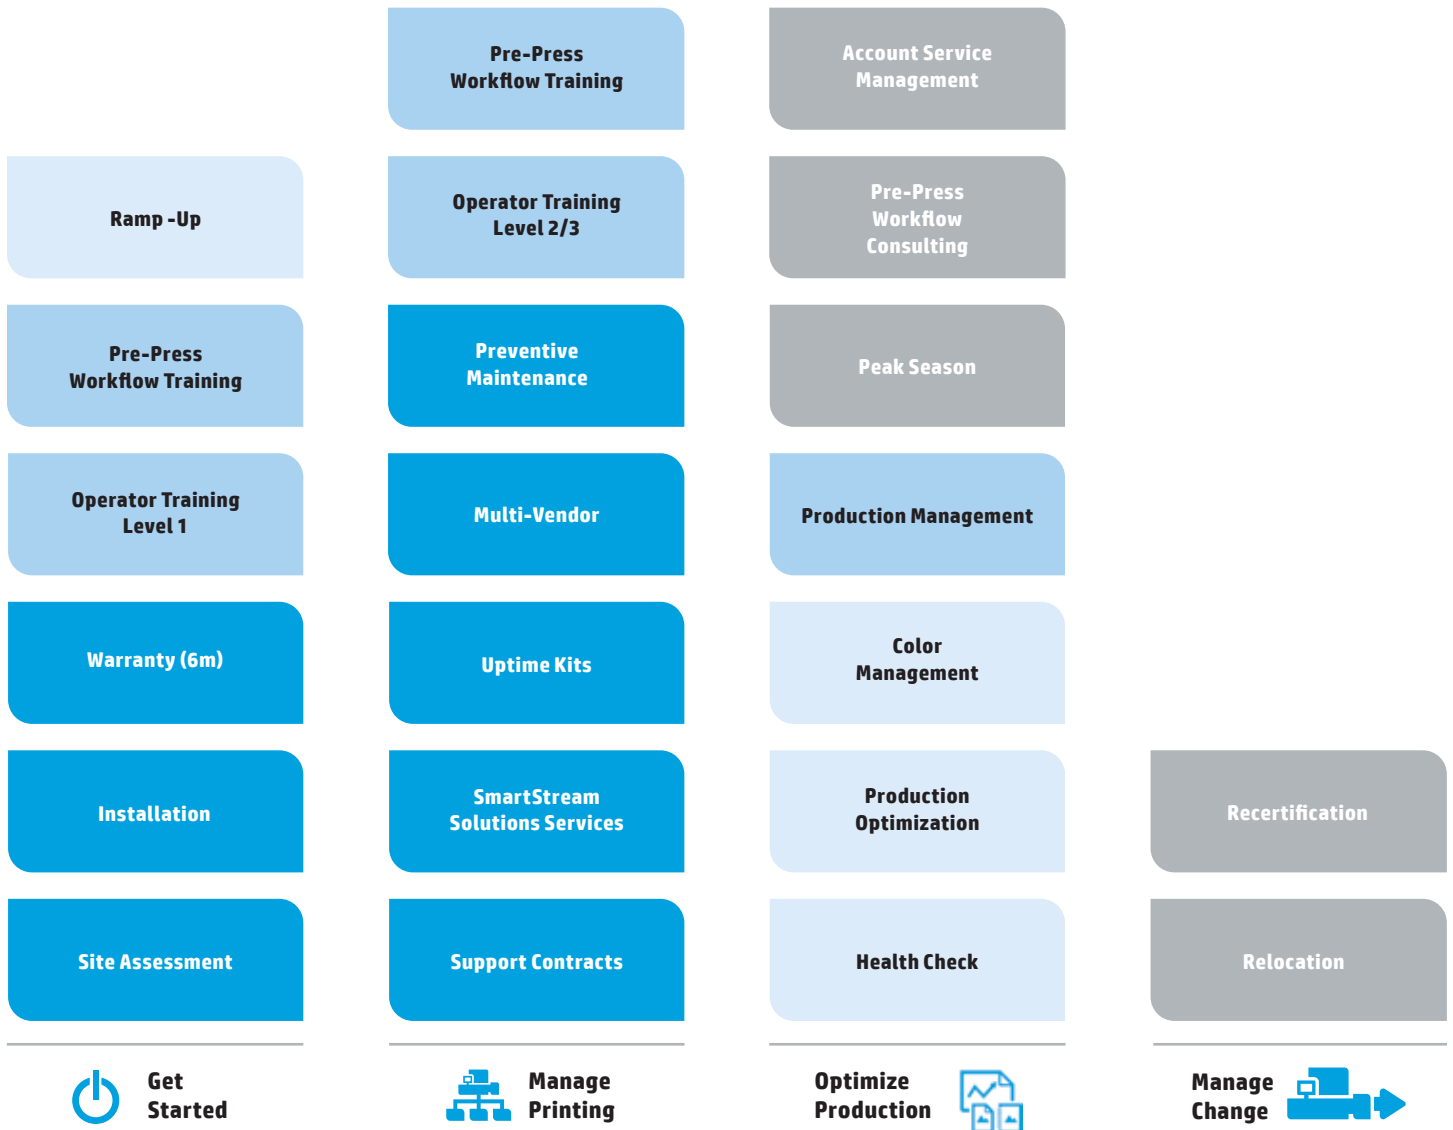 Pre-Press
Workflow Training
Account Service
Management
Ramp -Up
Operator Training
Level 2/3
Pre-Press
Workflow
Consulting
Pre-Press
Workflow Training
Preventive
Maintenance
Peak Season
Operator Training
Level 1
Multi-Vendor
Production Management
Warranty (6m)
Uptime Kits
Color
Management
Installation
SmartStream
Solutions Services
Production
Optimization
Recertification
Site Assessment
Support Contracts
Health Check
Relocation
Get
Started
Manage
Printing
Optimize
Production
Manage
Change